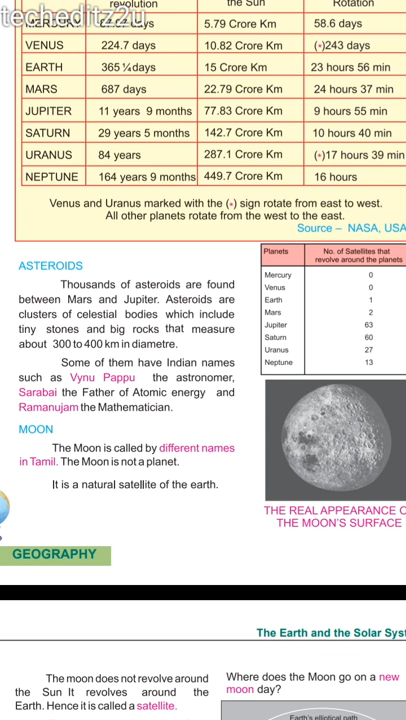 techeditz2u
revolution the Sun Rotation
MERCURY days 5.79 Crore Km 58.6 days
VENUS 224.7 days 10.82 Crore Km (*)243 days
EARTH 365 ¼days 15 Crore Km 23 hours 56 min
MARS 687 days 22.79 Crore Km 24 hours 37 min
JUPITER 11 years 9 months 77.83 Crore Km 9 hours 55 min
SATURN 29 years 5 months 142.7 Crore Km 10 hours 40 min
URANUS 84 years 287.1 Crore Km (*)17 hours 39 min
NEPTUNE 164 years 9 months 449.7 Crore Km 16 hours
Venus and Uranus marked with the (*) sign rotate from east to west.
All other planets rotate from the west to the east.
Source – NASA, USA
ASTEROIDS
Thousands of asteroids are found
between Mars and Jupiter. Asteroids are
clusters of celestial bodies which include
tiny stones and big rocks that measure
about 300 to 400 km in diametre.
Some of them have Indian names
such as Vynu Pappu the astronomer,
Sarabai the Father of Atomic energy and
Ramanujam the Mathematician.
MOON
The Moon is called by different names
in Tamil. The Moon is not a planet.
It is a natural satellite of the earth.
Planets No. of Satellites that
revolve around the planets
Mercury 0
Venus 0
Earth 1
Mars 2
Jupiter 63
Saturn 60
Uranus 27
Neptune 13
THE REAL APPEARANCE O
THE MOON'S SURFACE
GEOGRAPHY
The Earth and the Solar Syst
The moon does not revolve around
the Sun It revolves around the
Earth. Hence it is called a satellite.
Where does the Moon go on a new
moon day?
Earth's elliptical path